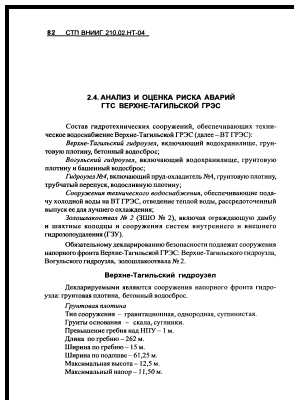 82 СТП ВНИИГ 210.02.НТ-04
2.4. АНАЛИЗ И ОЦЕНКА РИСКА АВАРИЙ
ГТС ВЕРХНЕ-ТАГИЛЬСКОЙ ГРЭС
Состав гидротехнических сооружений, обеспечивающих техни-
ческое водоснабжение Верхне-Тагильской ГРЭС (далее – ВТ ГРЭС):
Верхне-Тагильский гидроузел, включающий водохранилище, грун-
товую плотину, бетонный водосброс;
Вогульский гидроузел, включающий водохранилище, грунтовую
плотину и башенный водосброс;
Гидроузел №4, включающий пруд-охладитель №4, грунтовую плотину,
трубчатый перепуск, водосливную плотину;
Сооружения технического водоснабжения, обеспечивающие пода-
чу холодной воды на ВТ ГРЭС, отведение теплой воды, рассредоточенный
выпуск ее для лучшего охлаждения;
Золошлакоотвал № 2 (ЗШО № 2), включая ограждающую дамбу
и шахтные колодцы и сооружения систем внутреннего и внешнего
гидрозолоудаления (ГЗУ).
Обязательному декларированию безопасности подлежат сооружения
напорного фронта Верхне-Тагильской ГРЭС: Верхне-Тагильского гидроузла,
Вогульского гидроузла, золошлакоотвала № 2.
Верхне-Тагильский гидроузел
Декларируемыми являются сооружения напорного фронта гидро-
узла: грунтовая плотина, бетонный водосброс.
Грунтовая плотина
Тип сооружения – гравитационная, однородная, суглинистая.
Грунты основания – скала, суглинки.
Превышение гребня над НПУ – 1 м.
Длина по гребню – 262 м.
Ширина по гребню – 15 м.
Ширина по подошве – 61,25 м.
Максимальная высота – 12,5 м.
Максимальный напор – 11,50 м.